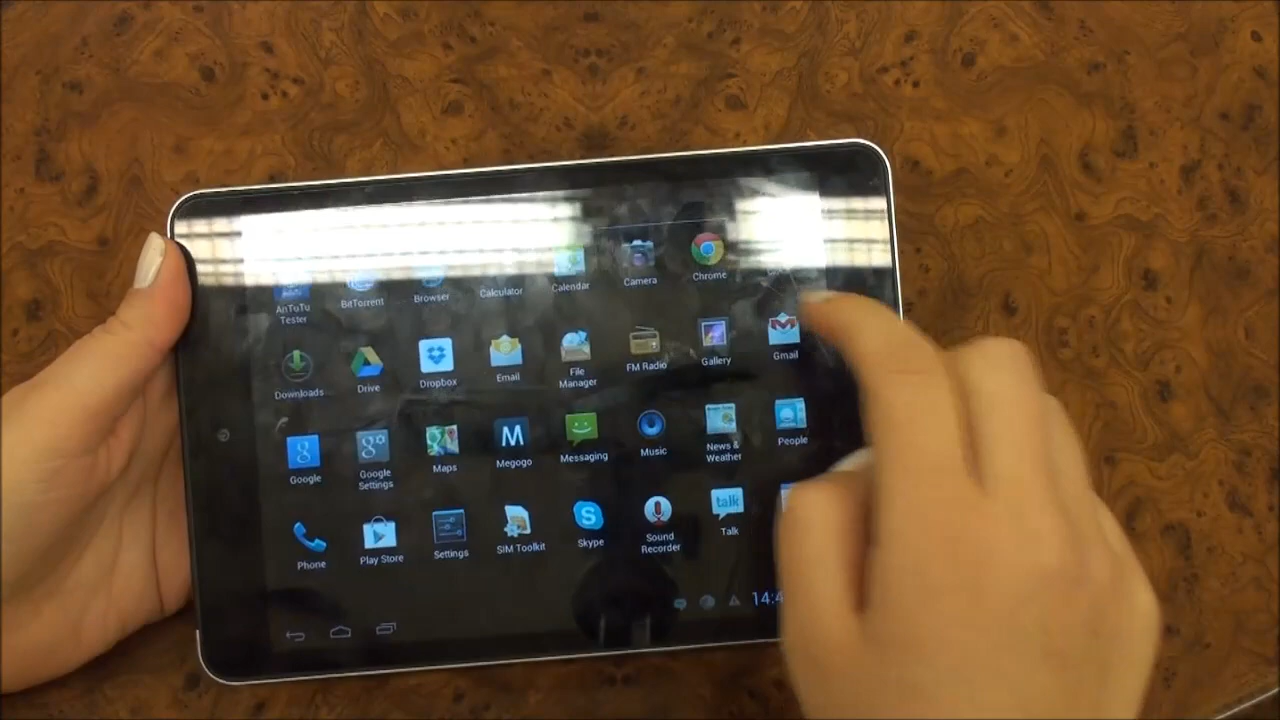 AnTuTu
Tester
BitTorrent
Browser
Calculator
Calendar
Camera
Chrome
Downloads
Drive
Dropbox
Email
File
Manager
FM Radio
Gallery
Gmail
Google
Google
Settings
Maps
Megogo
Messaging
Music
News &
Weather
People
Phone
Play Store
Settings
SIM Toolkit
Skype
Sound
Recorder
talk
Talk
14:4